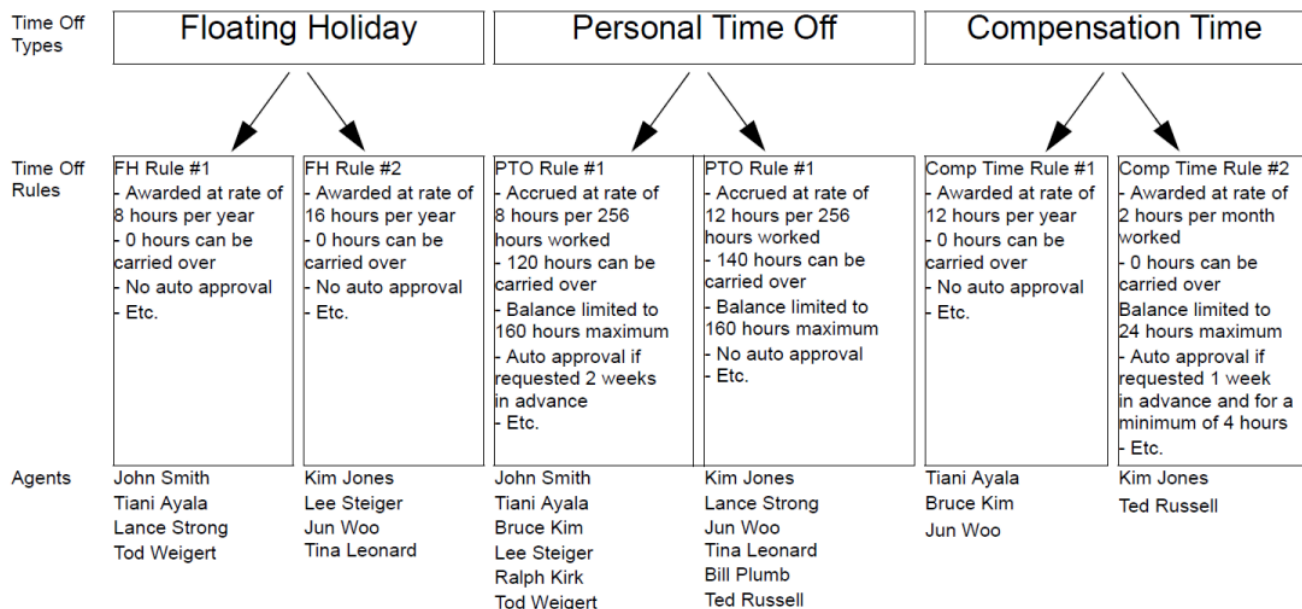 Time Off
Types
Floating Holiday
Personal Time Off
Compensation Time
Time Off
Rules
FH Rule #1
- Awarded at rate of
8 hours per year
- 0 hours can be
carried over
- No auto approval
- Etc.
FH Rule #2
- Awarded at rate of
16 hours per year
- 0 hours can be
carried over
- No auto approval
- Etc.
PTO Rule #1
- Accrued at rate of
8 hours per 256
hours worked
- 120 hours can be
carried over
- Balance limited to
160 hours maximum
- Auto approval if
requested 2 weeks
in advance
- Etc.
PTO Rule #1
- Accrued at rate of
12 hours per 256
hours worked
- 140 hours can be
carried over
- Balance limited to
160 hours maximum
- No auto approval
- Etc.
Comp Time Rule #1
- Awarded at rate of
12 hours per year
- 0 hours can be
carried over
- No auto approval
- Etc.
Comp Time Rule #2
- Awarded at rate of
2 hours per month
worked
- 0 hours can be
carried over
Balance limited to
24 hours maximum
- Auto approval if
requested 1 week
in advance and for a
minimum of 4 hours
- Etc.
Agents
John Smith
Tiani Ayala
Lance Strong
Tod Weigert
Kim Jones
Lee Steiger
Jun Woo
Tina Leonard
John Smith
Tiani Ayala
Bruce Kim
Lee Steiger
Ralph Kirk
Tod Weigert
Kim Jones
Lance Strong
Jun Woo
Tina Leonard
Bill Plumb
Ted Russell
Tiani Ayala
Bruce Kim
Jun Woo
Kim Jones
Ted Russell